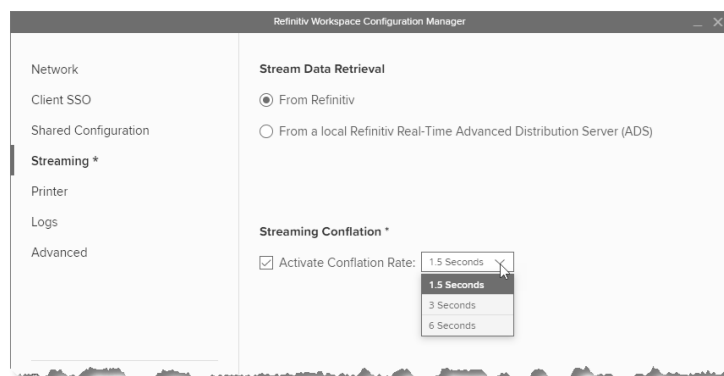 Refinitiv Workspace Configuration Manager
Network
Client SSO
Shared Configuration
Streaming *
Printer
Logs
Advanced
Stream Data Retrieval
From Refinitiv
From a local Refinitiv Real-Time Advanced Distribution Server (ADS)
Streaming Conflation *
Activate Conflation Rate: 1.5 Seconds
1.5 Seconds
3 Seconds
6 Seconds